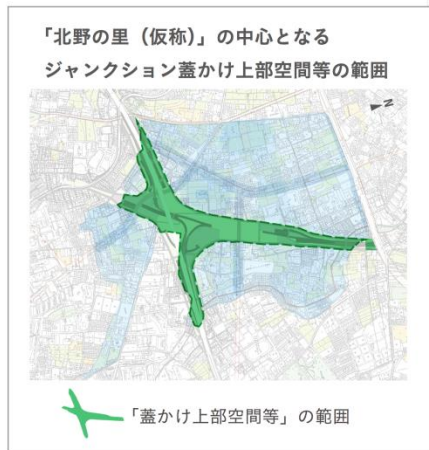 「北野の里（仮称）」の中心となる
ジャンクション蓋かけ上部空間等の範囲
N
「蓋かけ上部空間等」の範囲